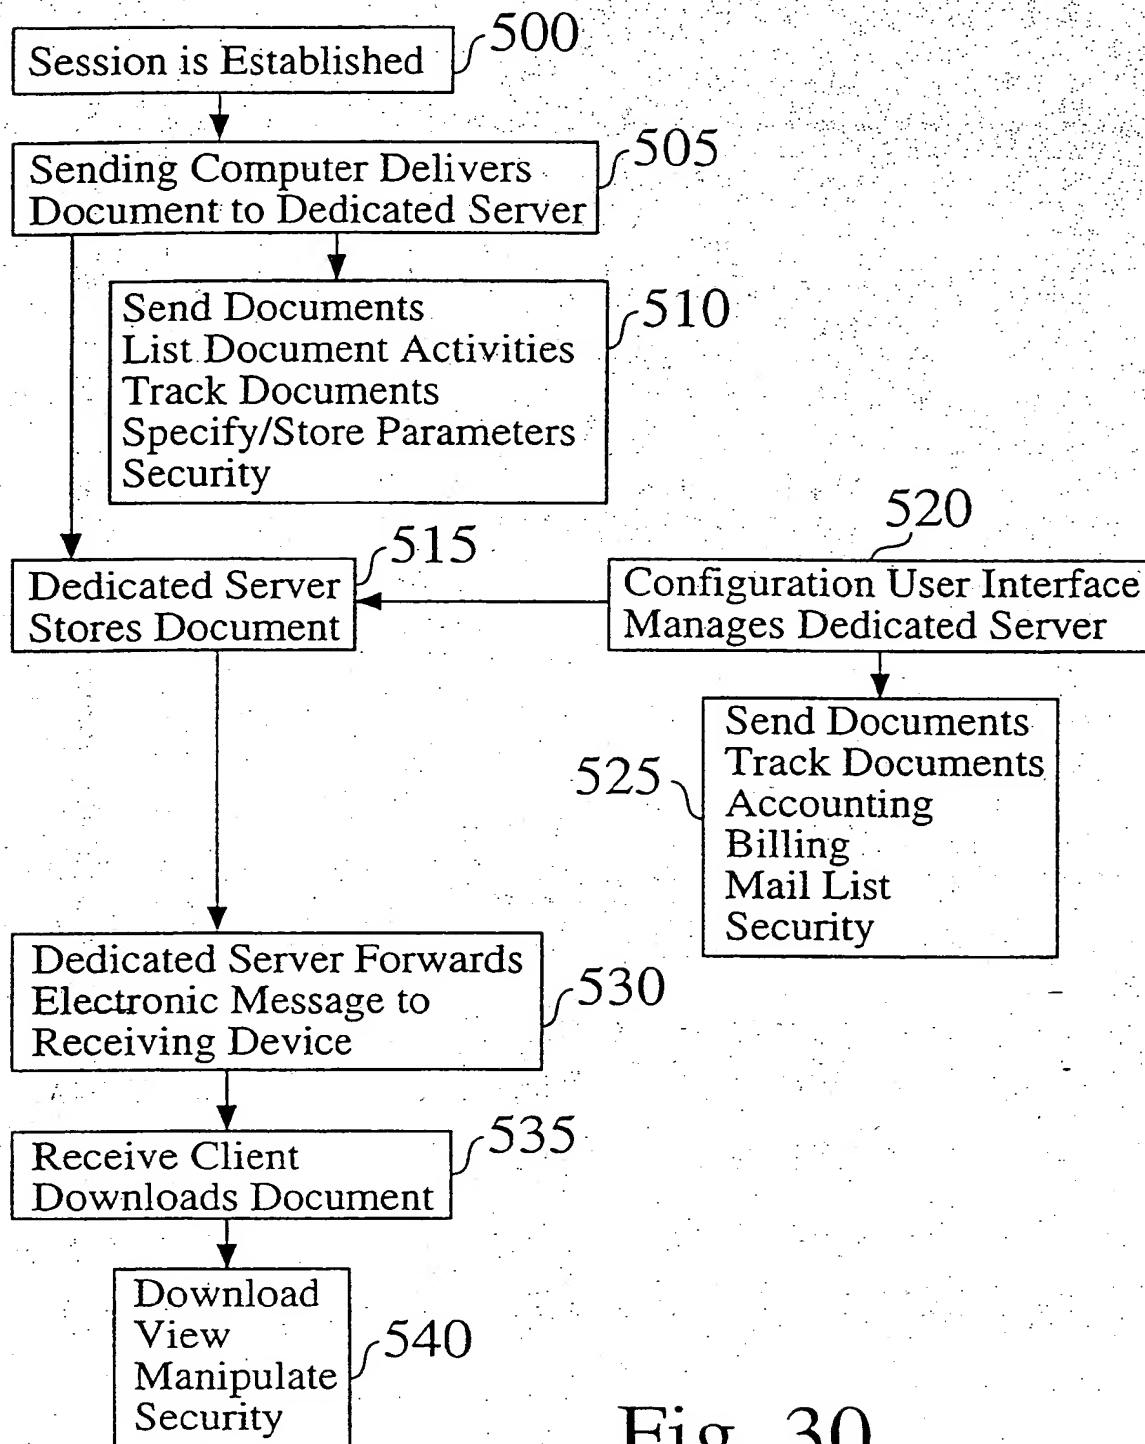 Session is Established
500
Sending Computer Delivers
Document to Dedicated Server
505
Send Documents
List Document Activities
Track Documents
Specify/Store Parameters
Security
510
Dedicated Server
Stores Document
515
520
Configuration User Interface
Manages Dedicated Server
525
Send Documents
Track Documents
Accounting
Billing
Mail List
Security
Dedicated Server Forwards
Electronic Message to
Receiving Device
530
Receive Client
Downloads Document
535
Download
View
Manipulate
Security
540
Fig. 30